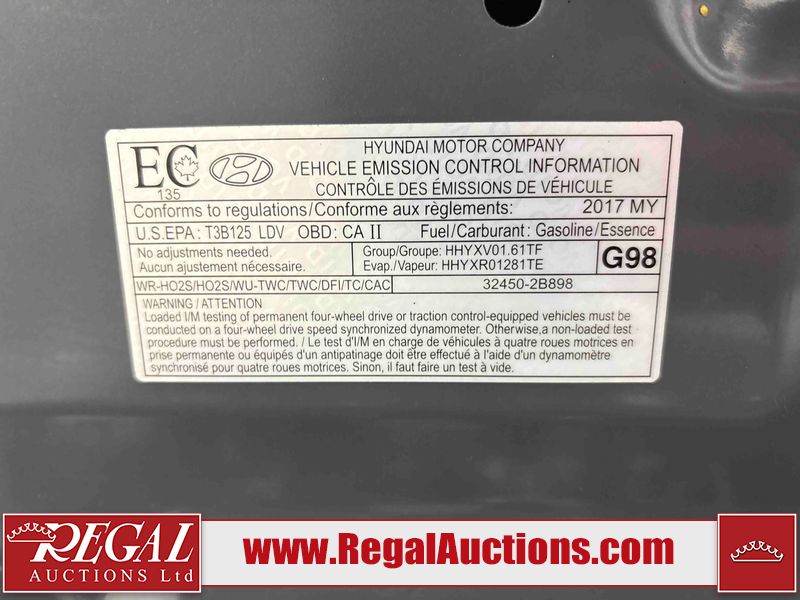 EC
135
HYUNDAI MOTOR COMPANY
VEHICLE EMISSION CONTROL INFORMATION
CONTRÔLE DES ÉMISSIONS DE VÉHICULE
Conforms to regulations/Conforme aux règlements: 2017 MY
U.S.EPA: T3B125 LDV OBD: CA II Fuel/Carburant: Gasoline/Essence
No adjustments needed.
Aucun ajustement nécessaire.
Group/Groupe: HHYXV01.61TF
Evap./Vapeur: HHYXR01281TE
G98
WR-HO2S/HO2S/WU-TWC/TWC/DFI/TC/CAC 32450-2B898
WARNING / ATTENTION
Loaded I/M testing of permanent four-wheel drive or traction control-equipped vehicles must be
conducted on a four-wheel drive speed synchronized dynamometer. Otherwise,a non-loaded test
procedure must be performed. / Le test d'I/M en charge de véhicules à quatre roues motrices en
prise permanente ou équipés d'un antipatinage doit être effectué à l'aide d'un dynamomètre
synchronisé pour quatre roues motrices. Sinon, il faut faire un test à vide.
REGAL
AUCTIONS Ltd
www.RegalAuctions.com